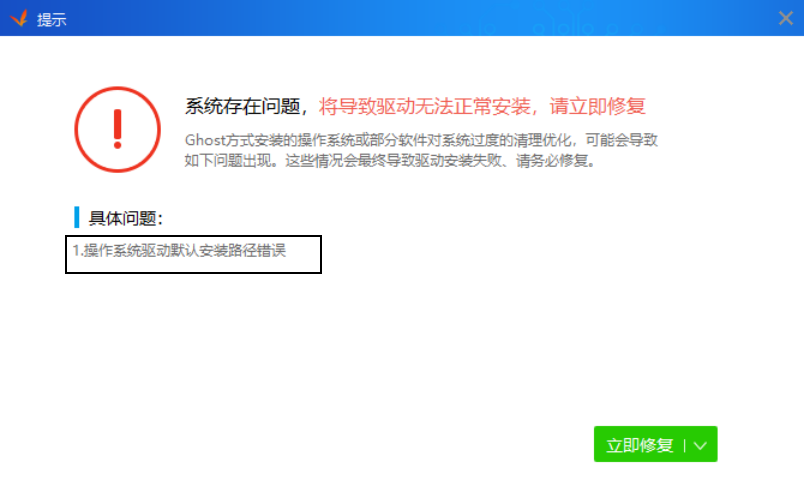 提示
系统存在问题，将导致驱动无法正常安装，请立即修复
Ghost方式安装的操作系统或部分软件对系统过度的清理优化，可能会导致
如下问题出现。这些情况会最终导致驱动安装失败、请务必修复。
具体问题：
1.操作系统驱动默认安装路径错误
立即修复